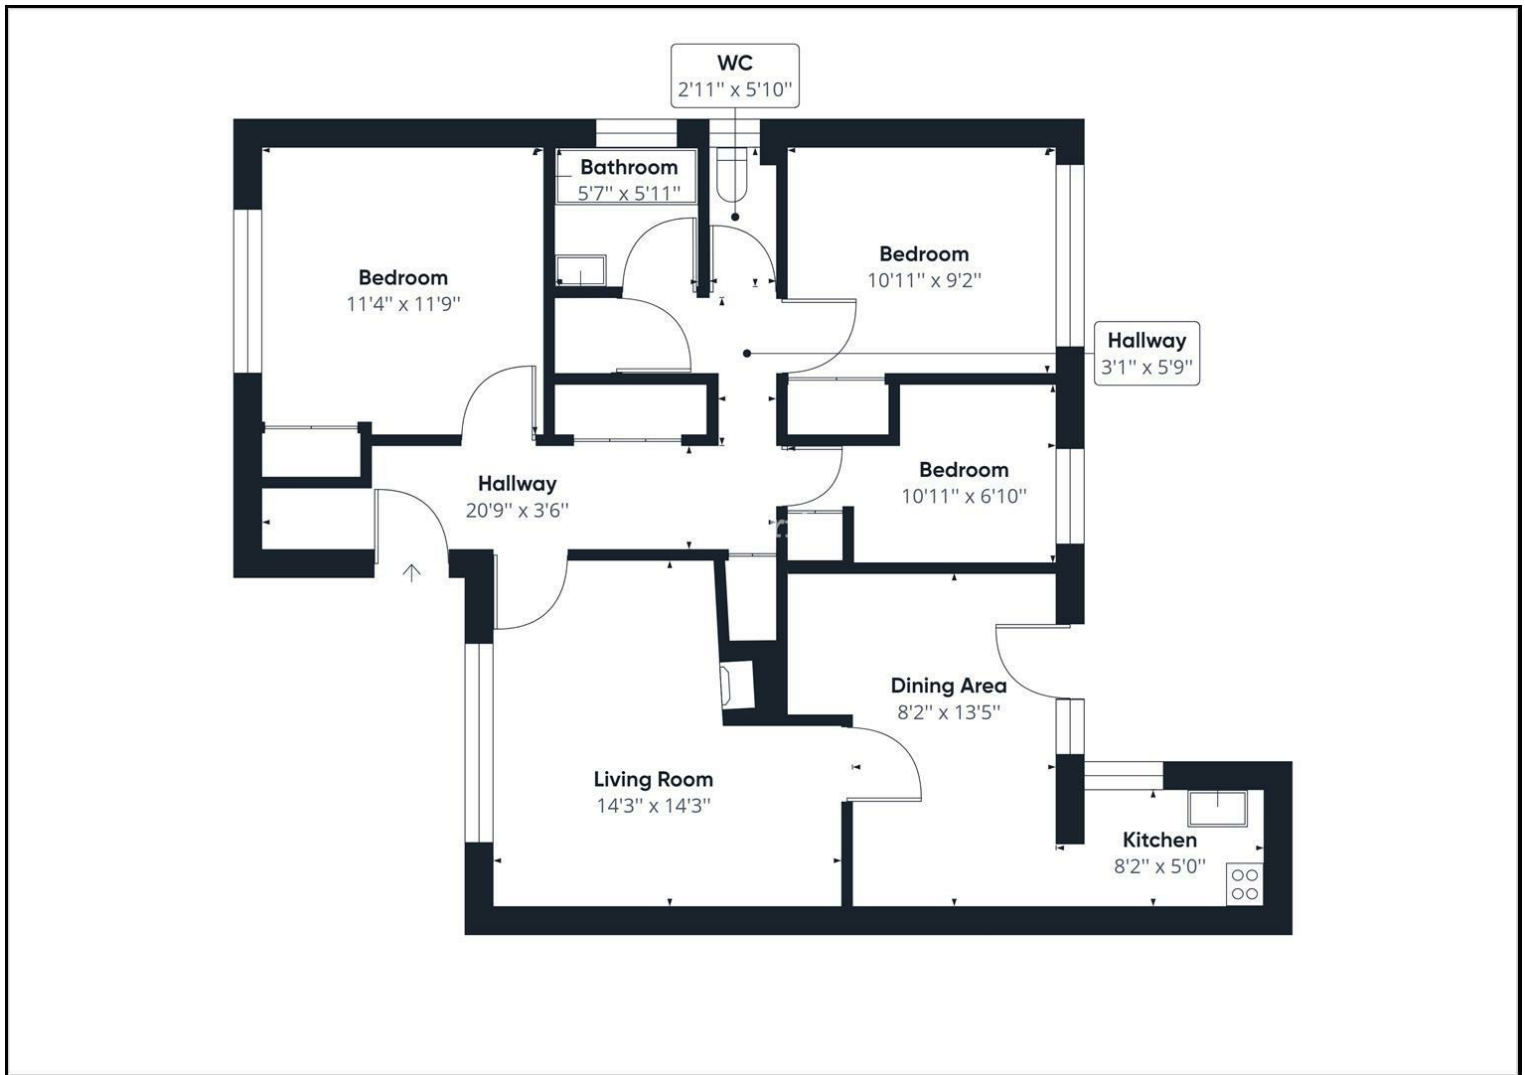 WC
2'11" x 5'10"
Bathroom
5'7" x 5'11"
Bedroom
11'4" x 11'9"
Bedroom
10'11" x 9'2"
Hallway
3'1" x 5'9"
Hallway
20'9" x 3'6"
Bedroom
10'11" x 6'10"
Dining Area
8'2" x 13'5"
Living Room
14'3" x 14'3"
Kitchen
8'2" x 5'0"